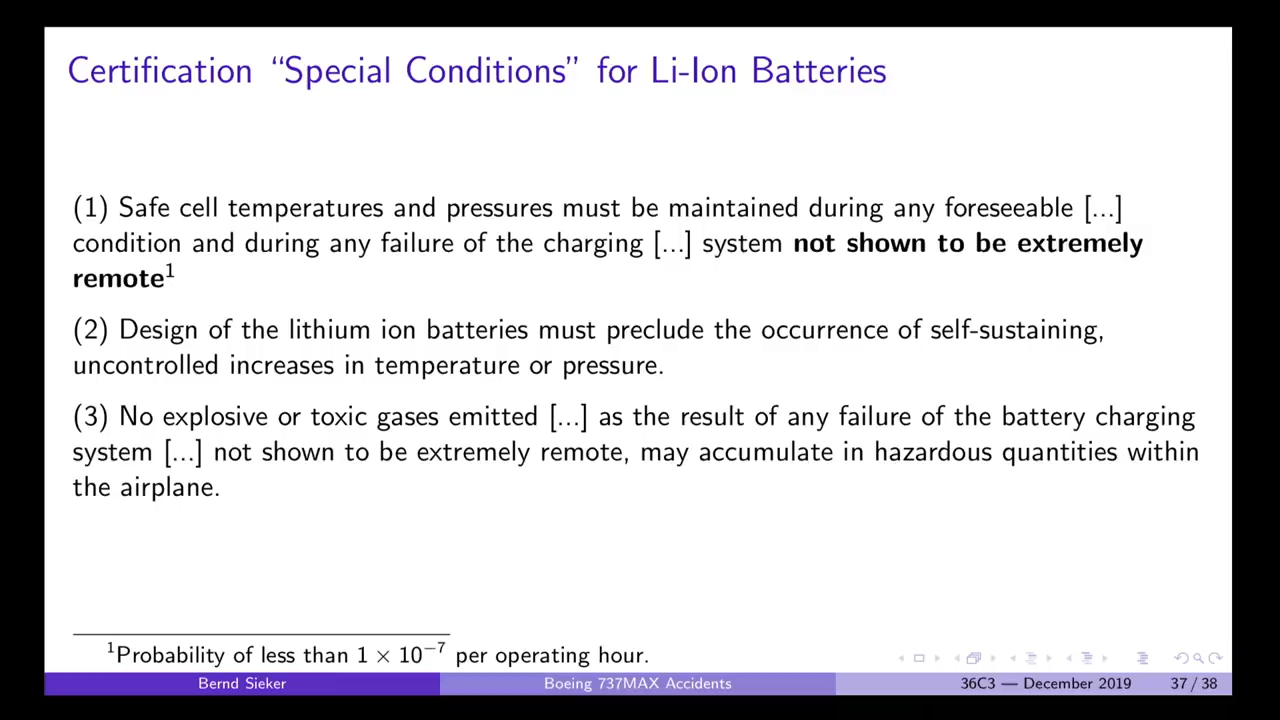 Certification “Special Conditions” for Li-Ion Batteries
(1) Safe cell temperatures and pressures must be maintained during any foreseeable [...]
condition and during any failure of the charging [...] system not shown to be extremely
remote¹
(2) Design of the lithium ion batteries must preclude the occurrence of self-sustaining,
uncontrolled increases in temperature or pressure.
(3) No explosive or toxic gases emitted [...] as the result of any failure of the battery charging
system [...] not shown to be extremely remote, may accumulate in hazardous quantities within
the airplane.
¹Probability of less than 1 × 10⁻⁷ per operating hour.
Bernd Sieker Boeing 737MAX Accidents 36C3 — December 2019 37 / 38